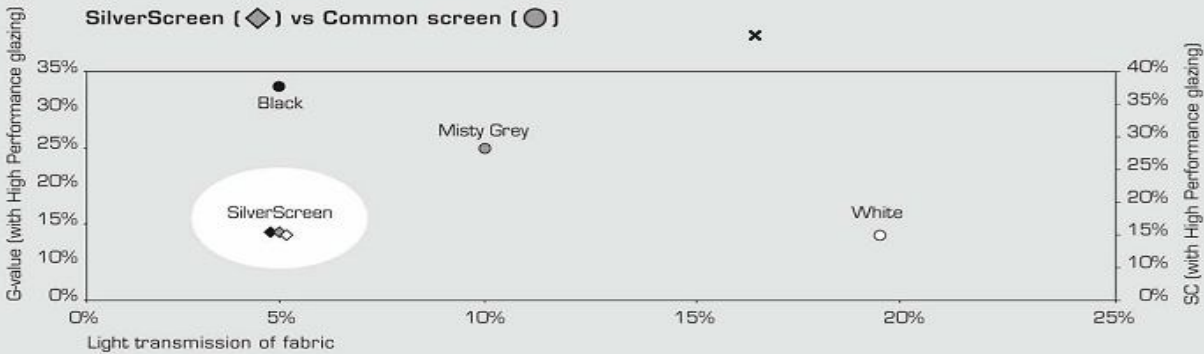 SilverScreen ( ) vs Common screen ( )
G-value (with High Performance glazing)
35%
30%
25%
20%
15%
10%
0%
Black
Misty Grey
SilverScreen
White
40%
35%
30%
25%
20%
15%
10%
0%
SC (with High Performance glazing)
0% 5% 10% 15% 20% 25%
Light transmission of fabric